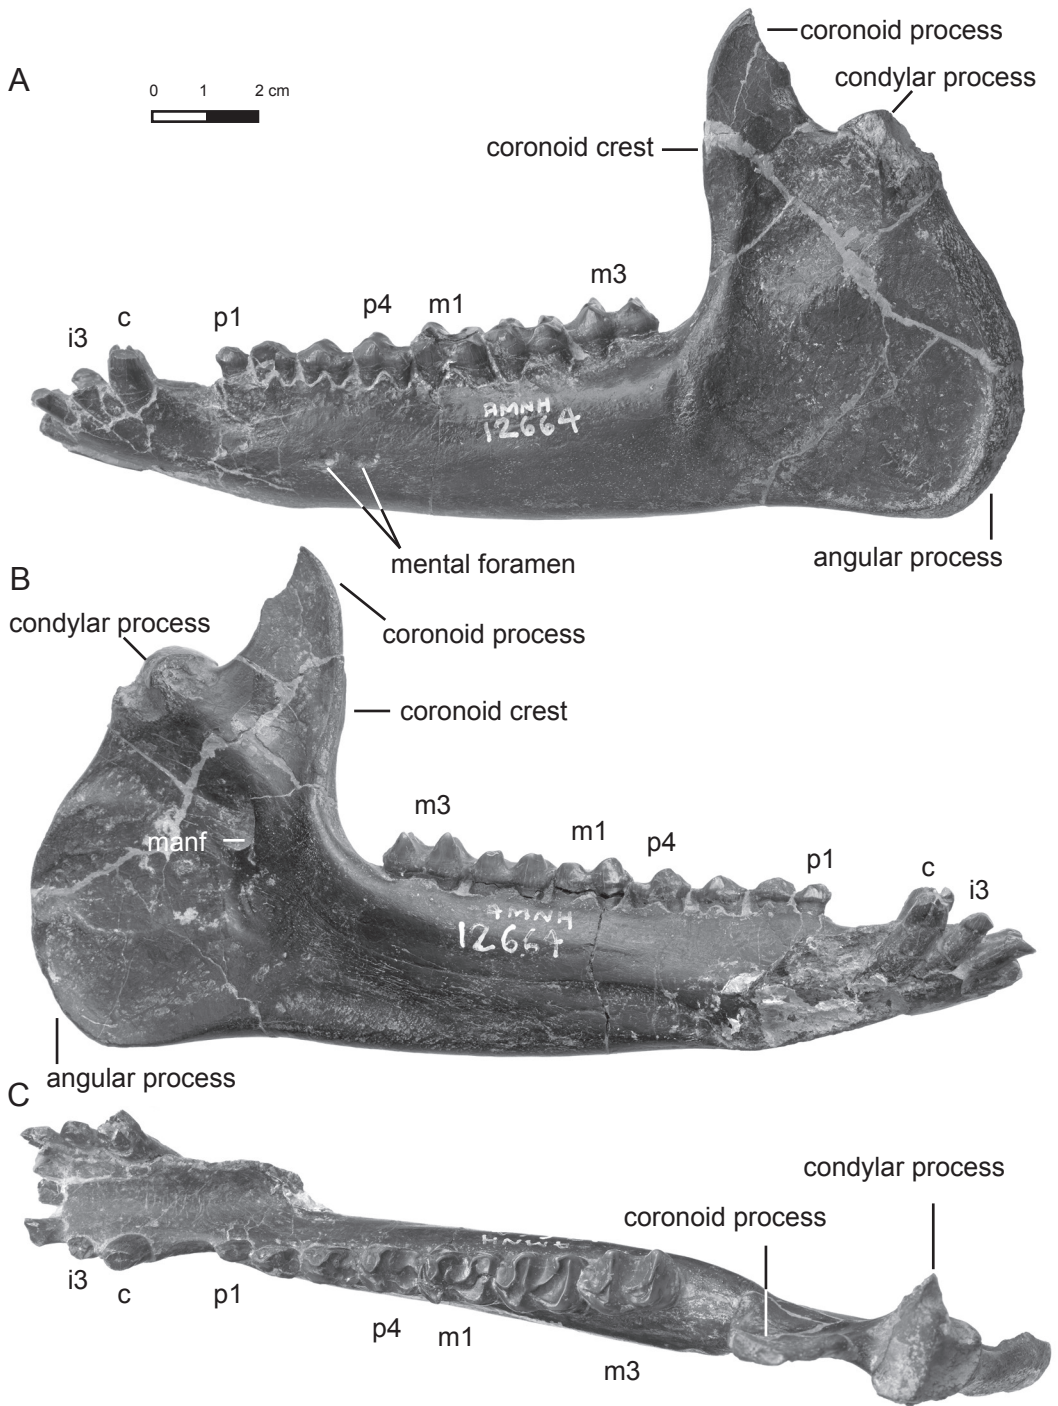 A
0 1 2 cm
coronoid process
condylar process
coronoid crest
m3
m1
p4
p1
c
i3
AMNH
12664
mental foramen
angular process
B
condylar process
coronoid process
coronoid crest
m3
m1
p4
p1
c
i3
manf
AMNH
12664
angular process
C
condylar process
coronoid process
AMNH
i3
c
p1
p4
m1
m3